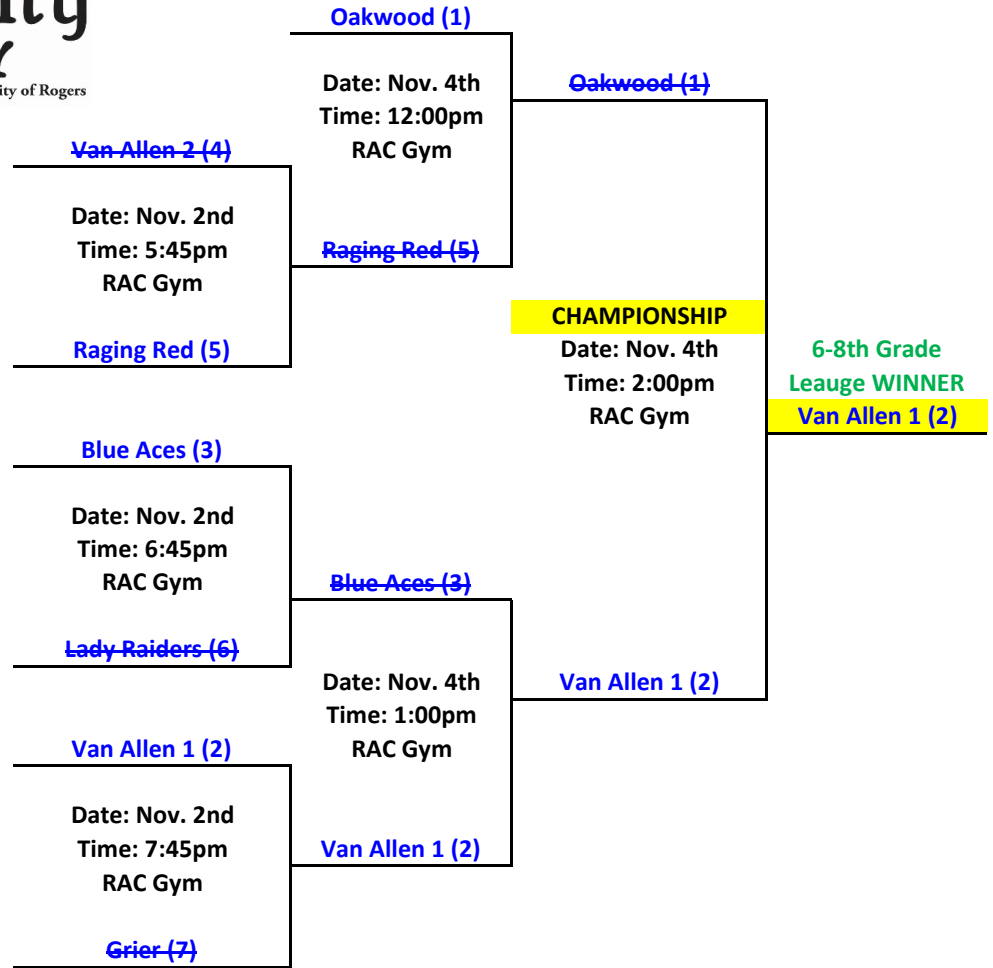 ity of Rogers
Oakwood (1)
Date: Nov. 4th
Time: 12:00pm
RAC Gym
Oakwood (1)
Van Allen 2 (4)
Date: Nov. 2nd
Time: 5:45pm
RAC Gym
Raging Red (5)
Raging Red (5)
CHAMPIONSHIP
Date: Nov. 4th
Time: 2:00pm
RAC Gym
6-8th Grade
Leauge WINNER
Van Allen 1 (2)
Blue Aces (3)
Date: Nov. 2nd
Time: 6:45pm
RAC Gym
Blue Aces (3)
Lady Raiders (6)
Date: Nov. 4th
Time: 1:00pm
RAC Gym
Van Allen 1 (2)
Van Allen 1 (2)
Date: Nov. 2nd
Time: 7:45pm
RAC Gym
Van Allen 1 (2)
Grier (7)